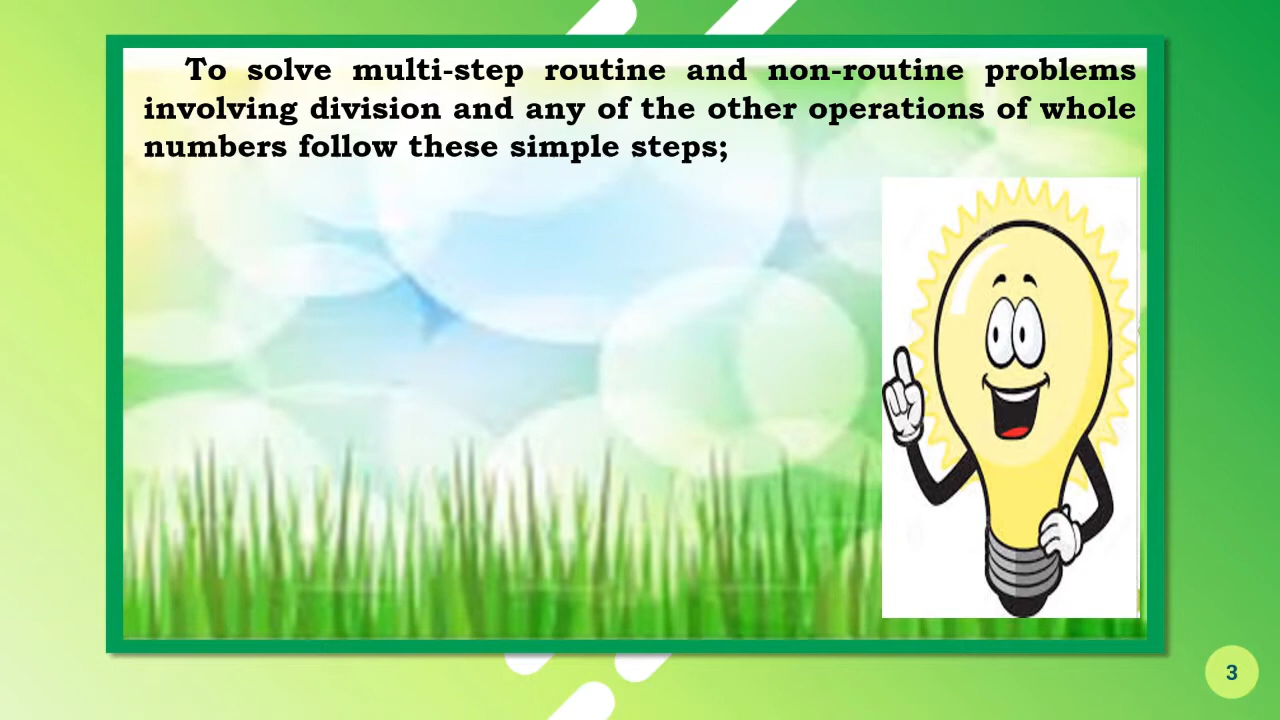 To solve multi-step routine and non-routine problems
involving division and any of the other operations of whole
numbers follow these simple steps;
3